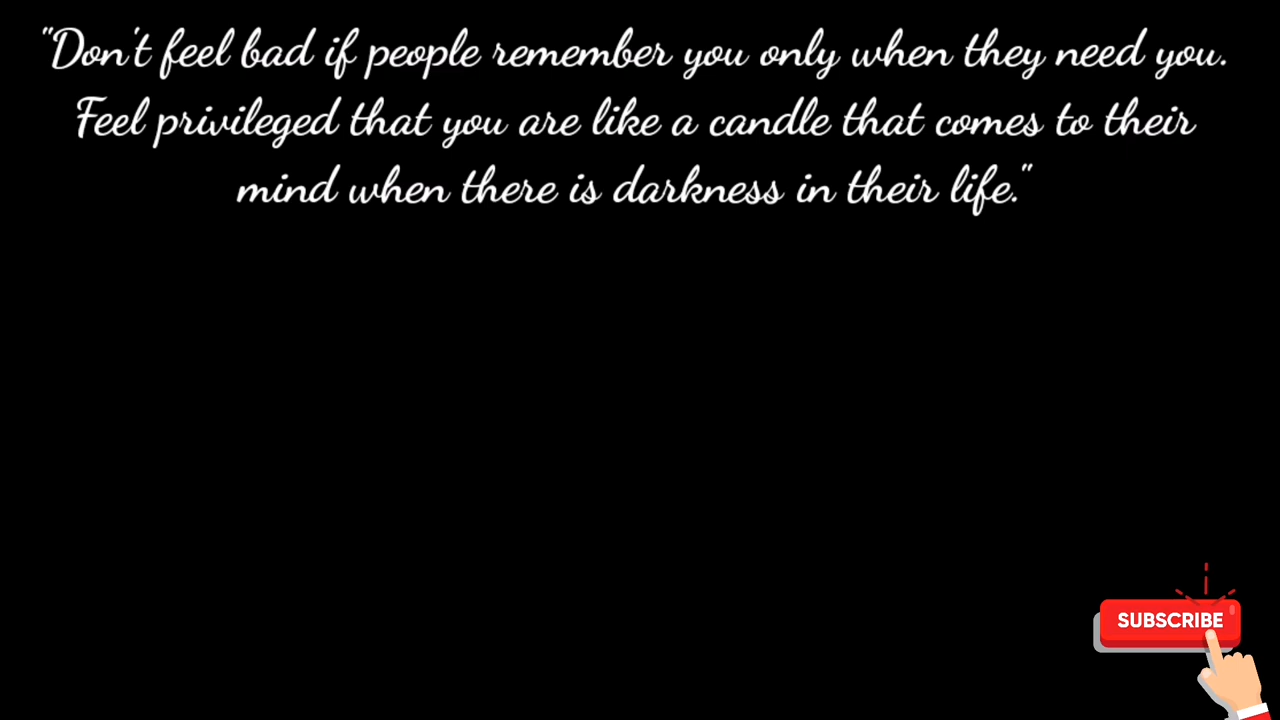 "Don't feel bad if people remember you only when they need you.
Feel privileged that you are like a candle that comes to their
mind when there is darkness in their life."
SUBSCRIBE